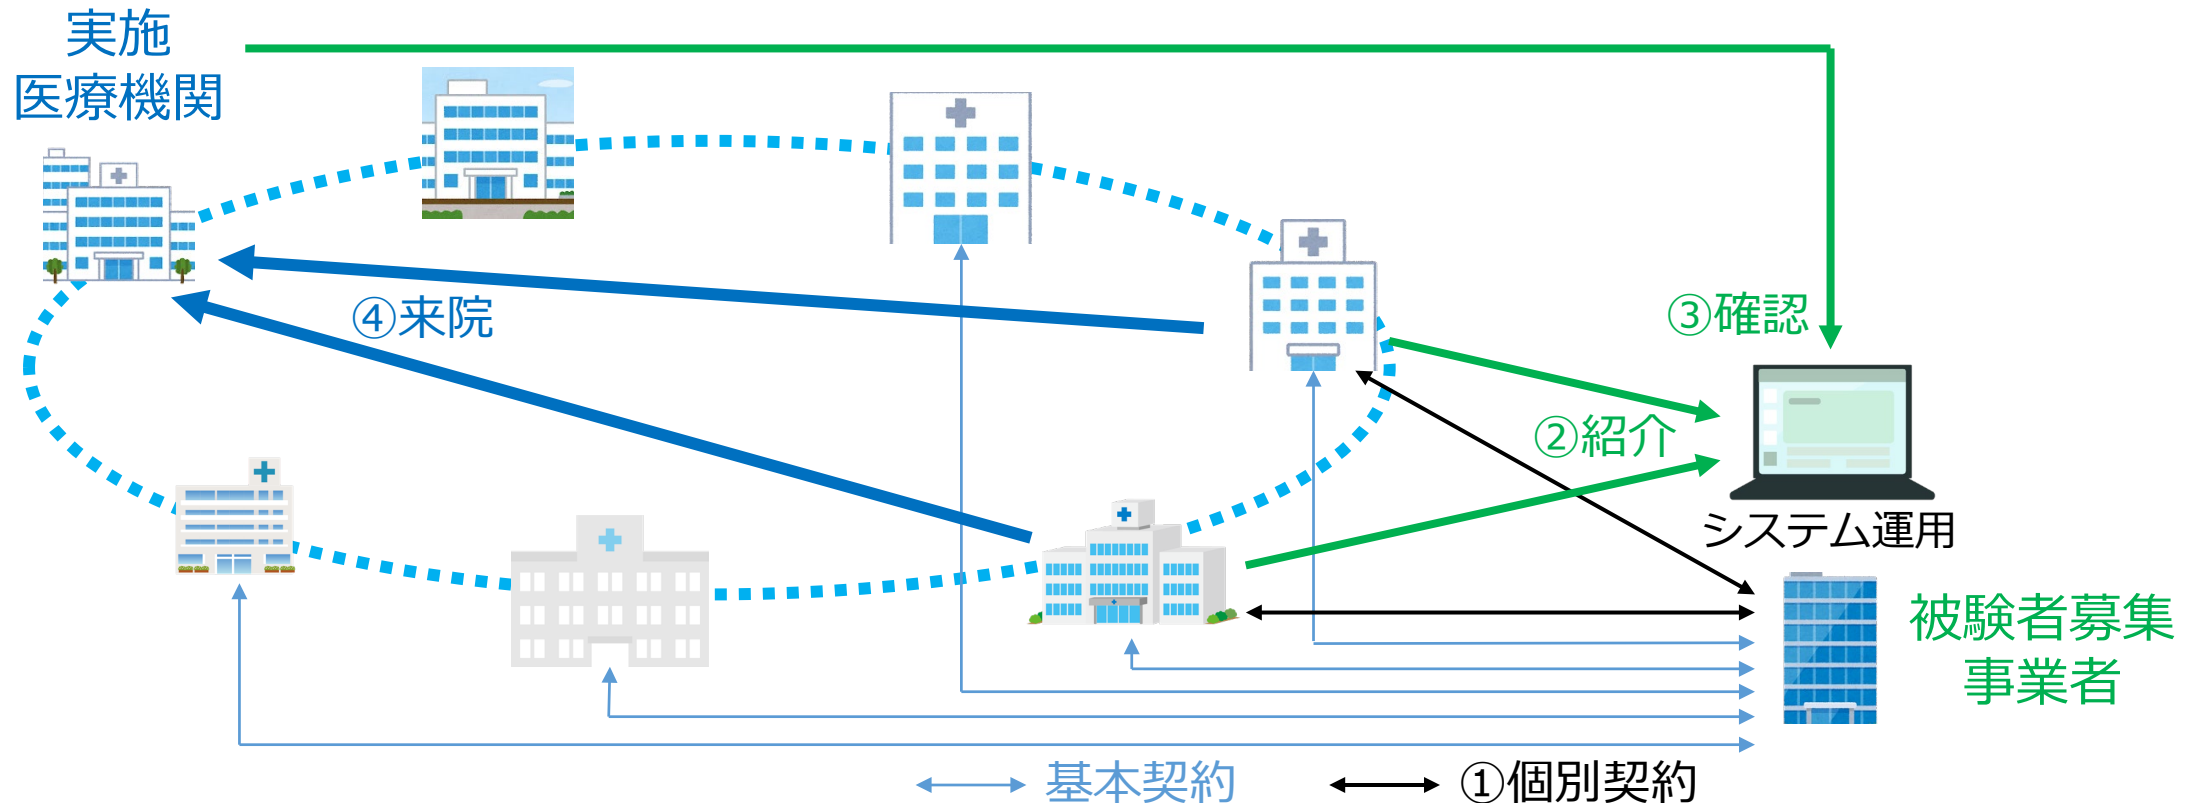 実施
医療機関
④来院
③確認
②紹介
システム運用
被験者募集
事業者
基本契約
①個別契約